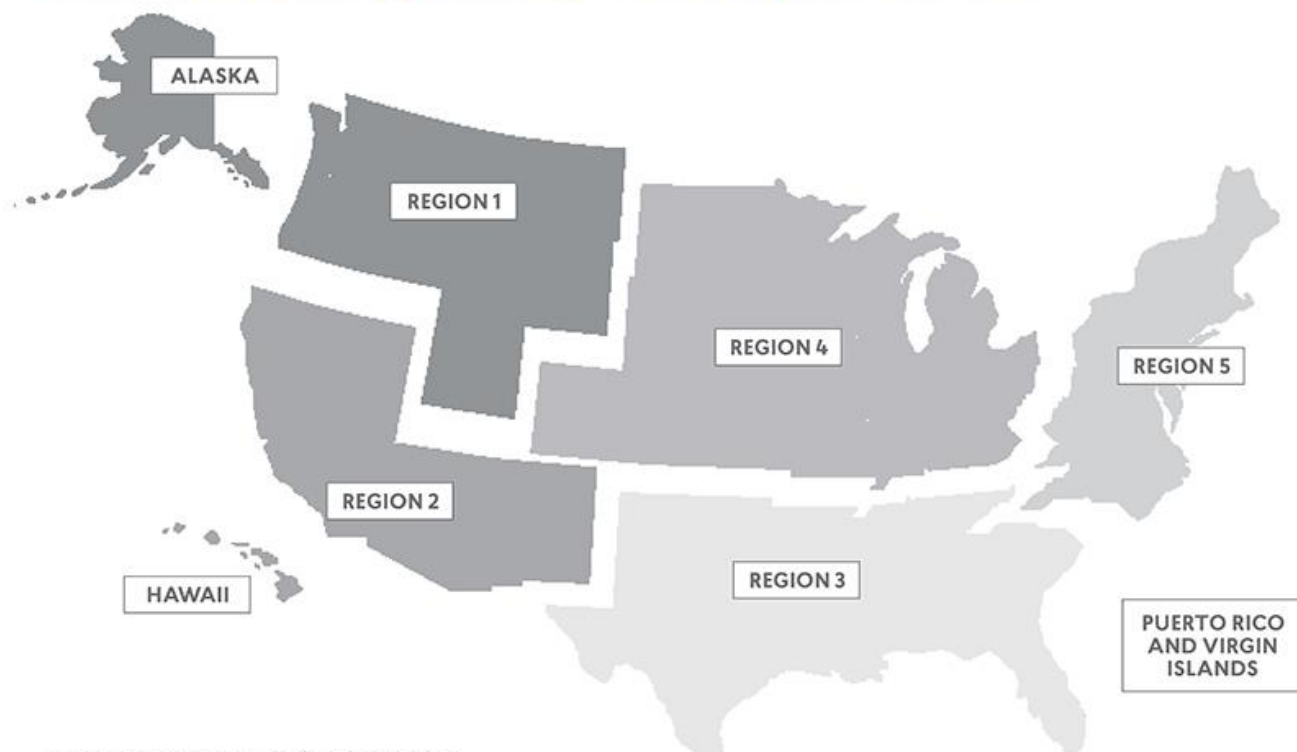 ALASKA
REGION 1
REGION 4
REGION 5
REGION 2
REGION 3
HAWAII
PUERTO RICO
AND VIRGIN
ISLANDS